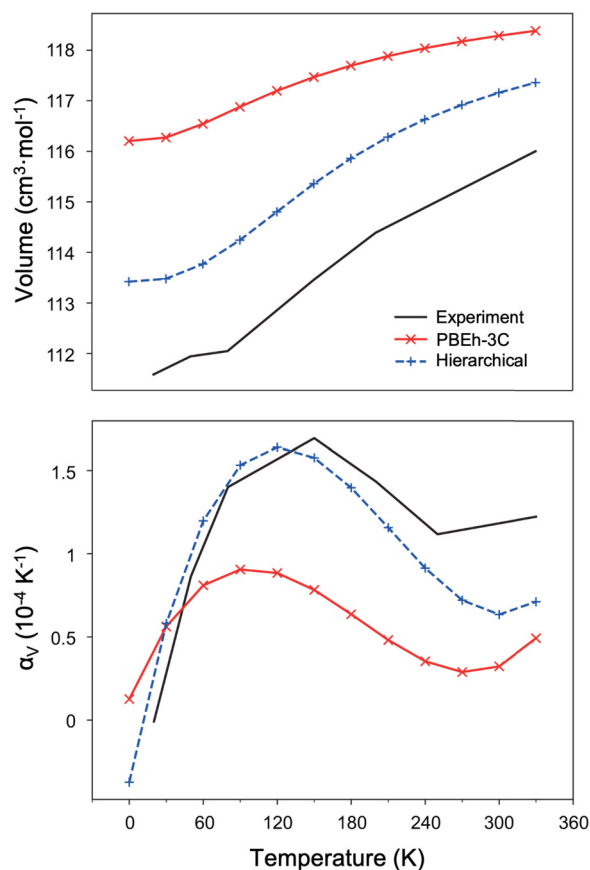 118
117
116
115
114
113
112
Volume (cm³·mol⁻¹)
Experiment
PBEh-3C
Hierarchical
1.5
1
0.5
0
αV (10⁻⁴ K⁻¹)
0 60 120 180 240 300 360
Temperature (K)